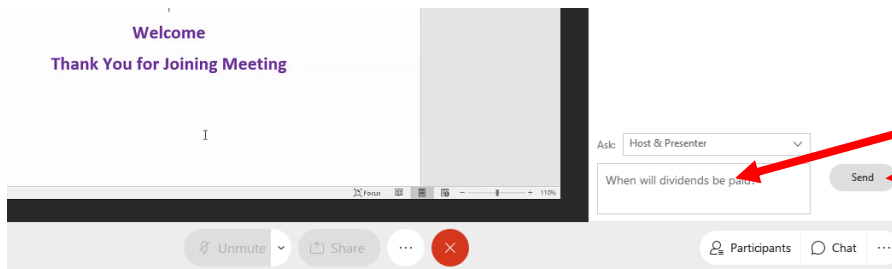 Welcome
Thank You for Joining Meeting
Focus
110%
Ask: Host & Presenter
When will dividends be paid?
Send
Unmute
Share
Participants
Chat